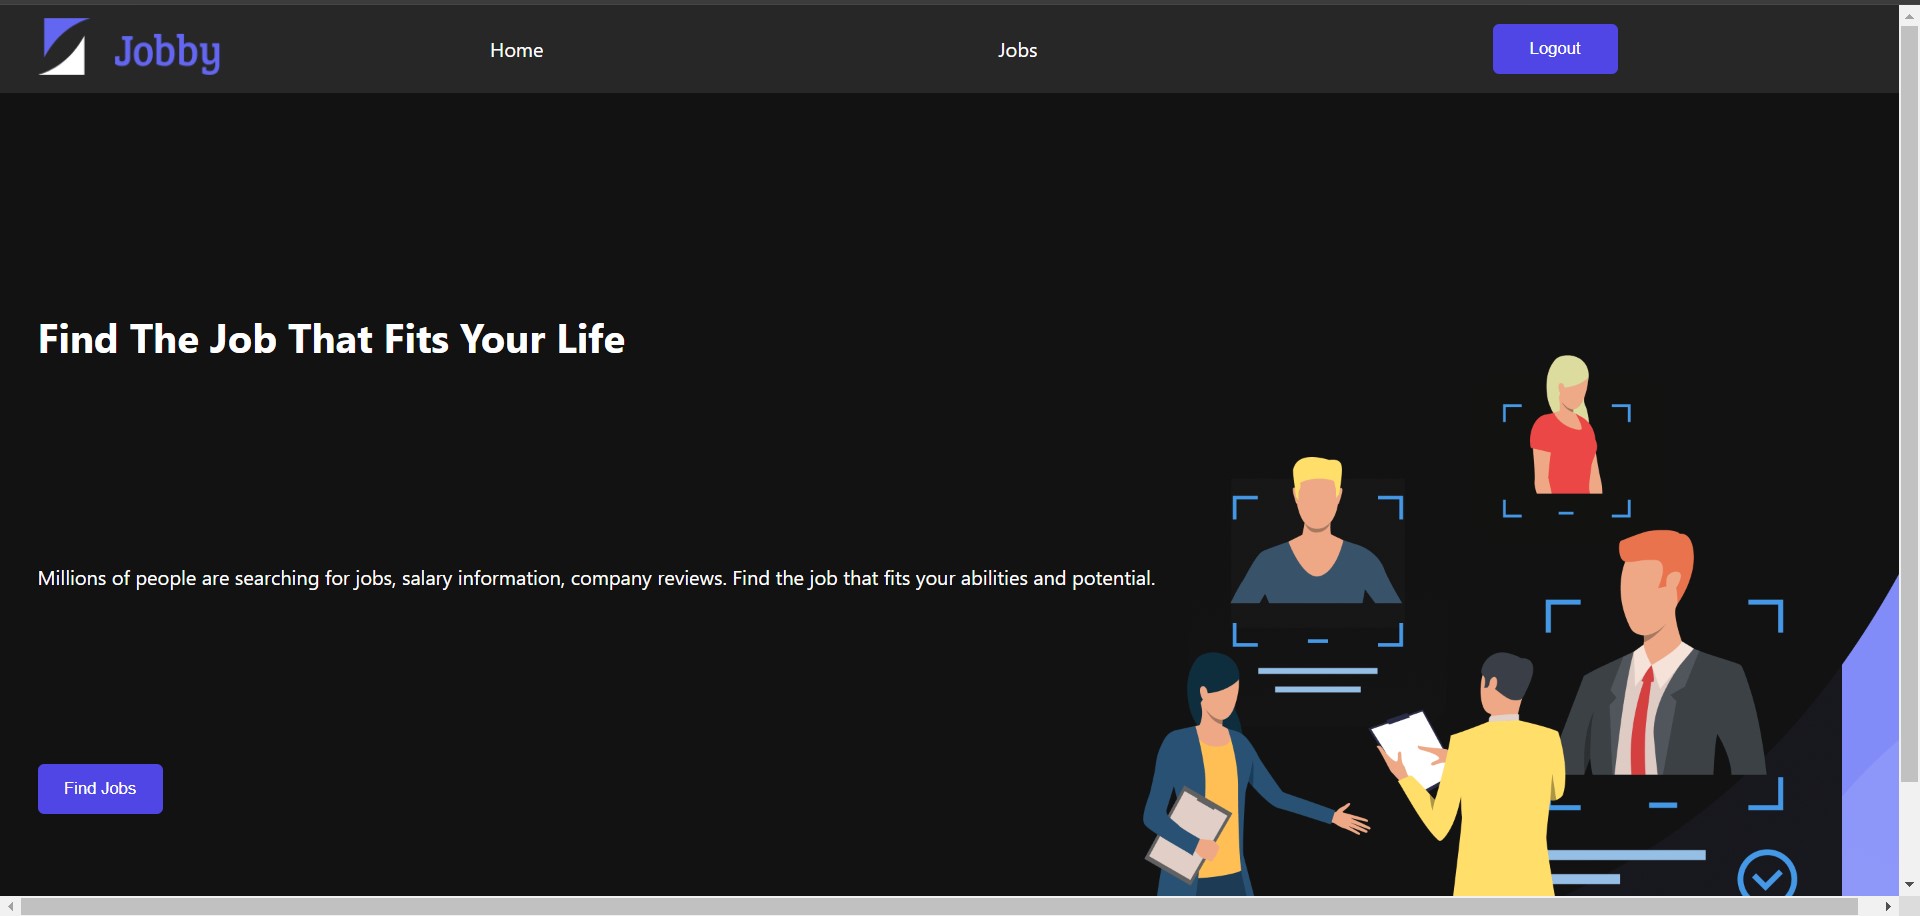 Jobby
Home
Jobs
Logout
Find The Job That Fits Your Life
Millions of people are searching for jobs, salary information, company reviews. Find the job that fits your abilities and potential.
Find Jobs